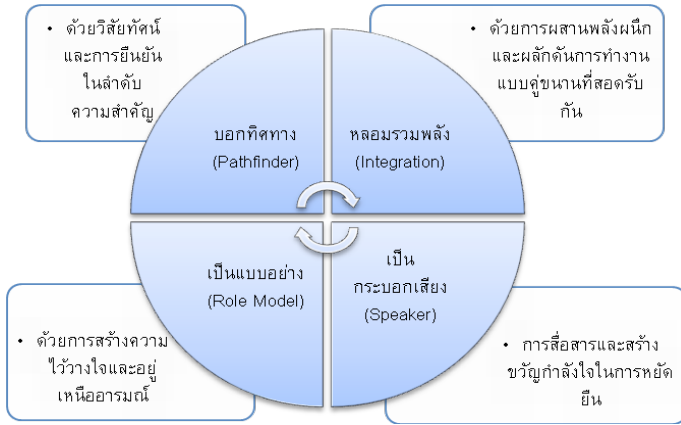 • ด้วยวิสัยทัศน์
และการยืนยัน
ในลำดับ
ความสำคัญ
• ด้วยการผสานพลังผนึก
และผลักดันการทำงาน
แบบคู่ขนานที่สอดรับ
กัน
บอกทิศทาง
(Pathfinder)
หลอมรวมพลัง
(Integration)
เป็นแบบอย่าง
(Role Model)
เป็น
กระบอกเสียง
(Speaker)
• ด้วยการสร้างความ
ไว้วางใจและอยู่
เหนืออารมณ์
• การสื่อสารและสร้าง
ขวัญกำลังใจในการหยัด
ยืน